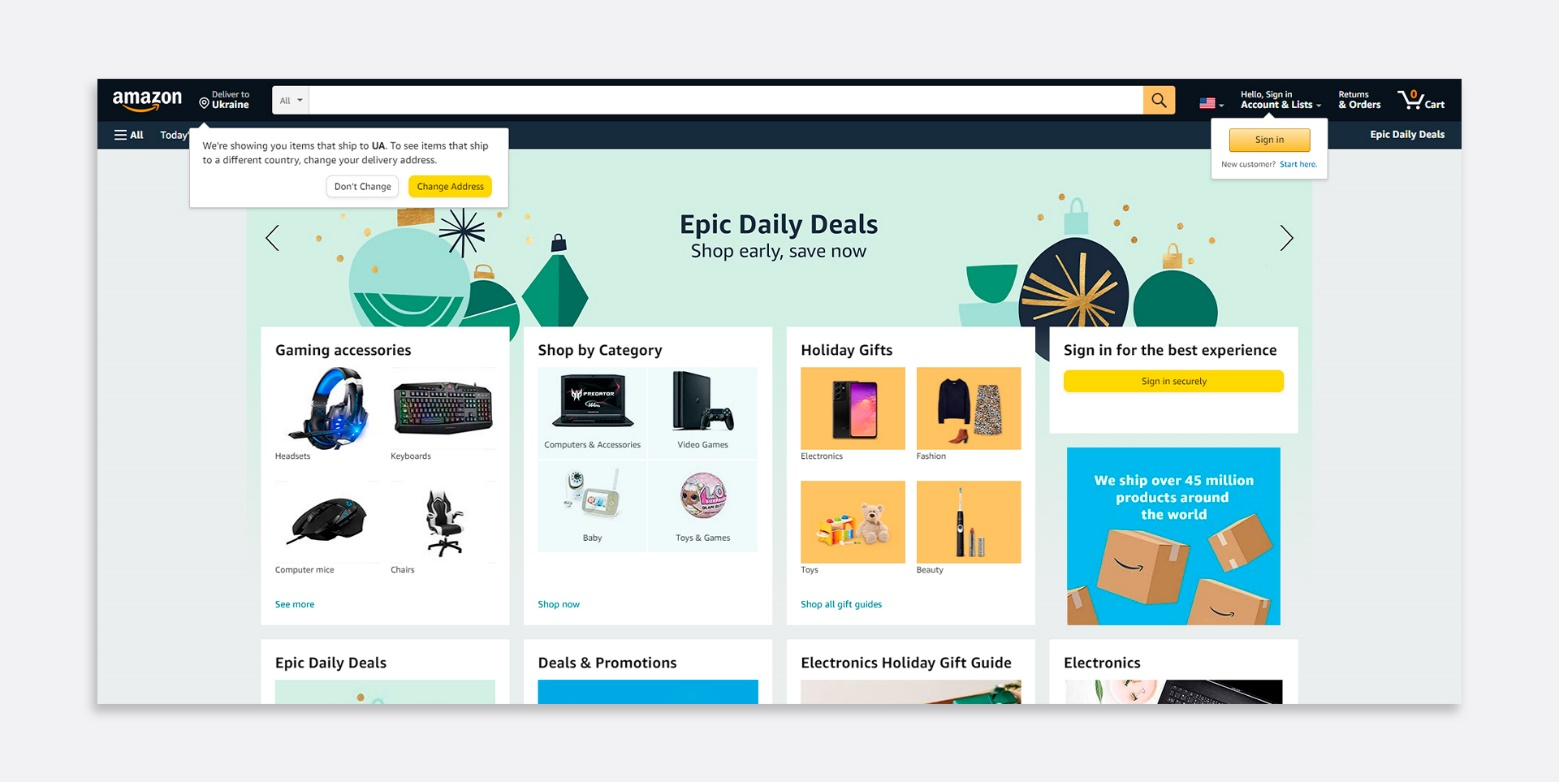 amazon
Deliver to
Ukraine
All
Hello, Sign in
Account & Lists
Returns
& Orders
0
Cart
All
Today'
Epic Daily Deals
We're showing you items that ship to UA. To see items that ship
to a different country, change your delivery address.
Don't Change
Change Address
Sign in
New customer? Start here.
Epic Daily Deals
Shop early, save now
Gaming accessories
Headsets
Keyboards
Computer mice
Chairs
See more
Shop by Category
PREDATOR
Computers & Accessories
Video Games
Baby
Toys & Games
Shop now
Holiday Gifts
Electronics
Fashion
Toys
Beauty
Shop all gift guides
Sign in for the best experience
Sign in securely
We ship over 45 million
products around
the world
Epic Daily Deals
Deals & Promotions
Electronics Holiday Gift Guide
Electronics